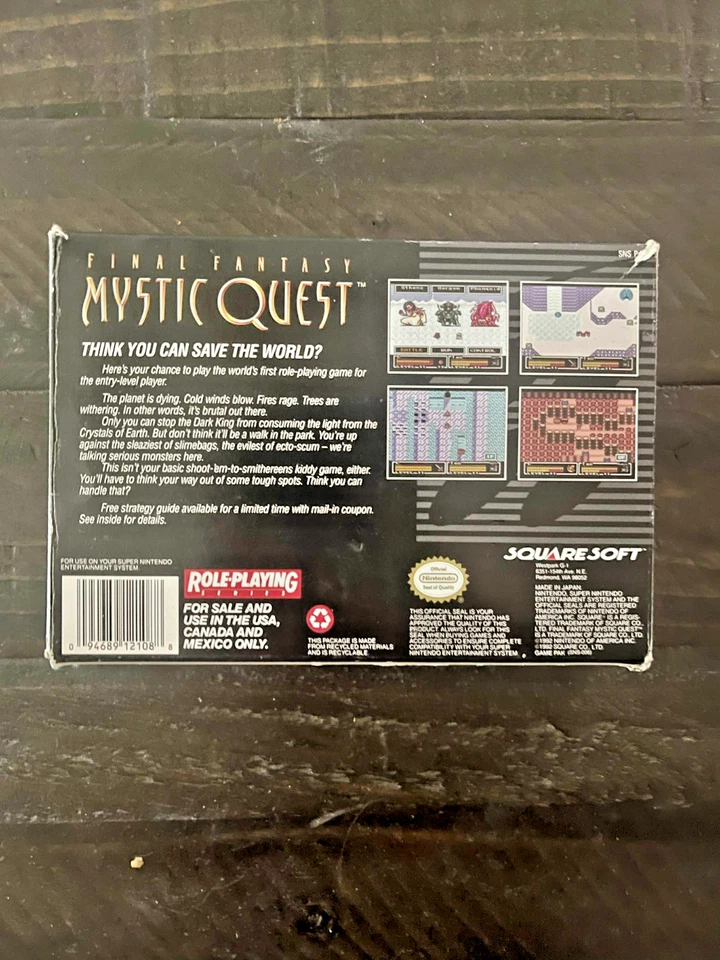 FINAL FANTASY
MYSTIC QUEST™
THINK YOU CAN SAVE THE WORLD?
Here's your chance to play the world's first role-playing game for
the entry-level player.
The planet is dying. Cold winds blow. Fires rage. Trees are
withering. In other words, it's brutal out there.
Only you can stop the Dark King from consuming the light from the
Crystals of Earth. But don't think it'll be a walk in the park. You're up
against the sleaziest of slimebags, the evilest of ecto-scum – we're
talking serious monsters here.
This isn't your basic shoot-'em-to-smithereens kiddy game, either.
You'll have to think your way out of some tough spots. Think you can
handle that?
Free strategy guide available for a limited time with mail-in coupon.
See Inside for details.
SNS
BATTLE RUN CONTROL
FOR USE ON YOUR SUPER NINTENDO
ENTERTAINMENT SYSTEM
0 94689 12108 8
ROLE-PLAYING
SERIES
FOR SALE AND
USE IN THE USA,
CANADA AND
MEXICO ONLY.
THIS PACKAGE IS MADE
FROM RECYCLED MATERIALS
AND IS RECYCLABLE.
Official
Nintendo
Seal of Quality
THIS OFFICIAL SEAL IS YOUR
ASSURANCE THAT NINTENDO HAS
APPROVED THE QUALITY OF THIS
PRODUCT. ALWAYS LOOK FOR THIS
SEAL WHEN BUYING GAMES AND
ACCESSORIES TO ENSURE COMPLETE
COMPATIBILITY WITH YOUR SUPER
NINTENDO ENTERTAINMENT SYSTEM.
SQUARESOFT™
Westpark G-1
8351-154th Ave. N.E.
Redmond, WA 98052
MADE IN JAPAN.
NINTENDO, SUPER NINTENDO
ENTERTAINMENT SYSTEM AND THE
OFFICIAL SEALS ARE REGISTERED
TRADEMARKS OF NINTENDO OF
AMERICA INC. SQUARE® IS A REGIS-
TERED TRADEMARK OF SQUARE CO.,
LTD. FINAL FANTASY MYSTIC QUEST™
IS A TRADEMARK OF SQUARE CO., LTD.
©1992 NINTENDO OF AMERICA INC.
©1992 SQUARE CO., LTD.
GAME PAK (SNS-006)